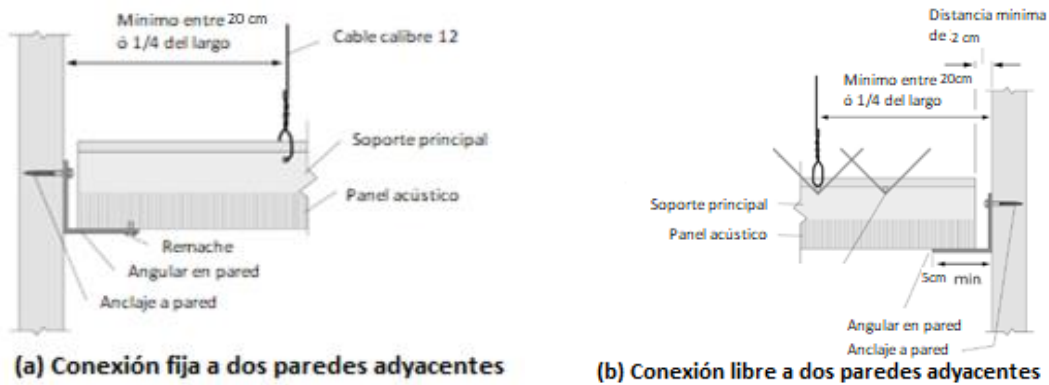 Mínimo entre 20 cm
ó 1/4 del largo
Cable calibre 12
Soporte principal
Panel acústico
Remache
Angular en pared
Anclaje a pared
(a) Conexión fija a dos paredes adyacentes
Distancia mínima
de 2 cm
Mínimo entre 20cm
ó 1/4 del largo
Soporte principal
Panel acústico
5cm min
Angular en pared
Anclaje a pared
(b) Conexión libre a dos paredes adyacentes